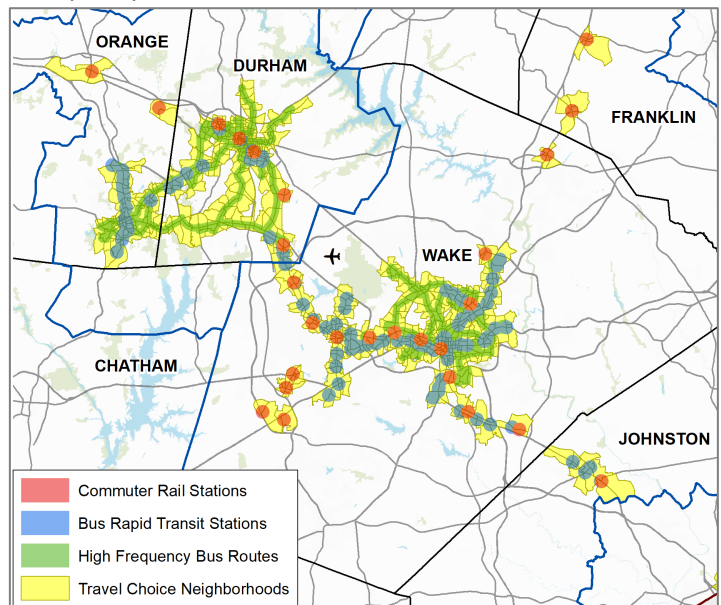 ORANGE
DURHAM
FRANKLIN
WAKE
CHATHAM
JOHNSTON
Commuter Rail Stations
Bus Rapid Transit Stations
High Frequency Bus Routes
Travel Choice Neighborhoods